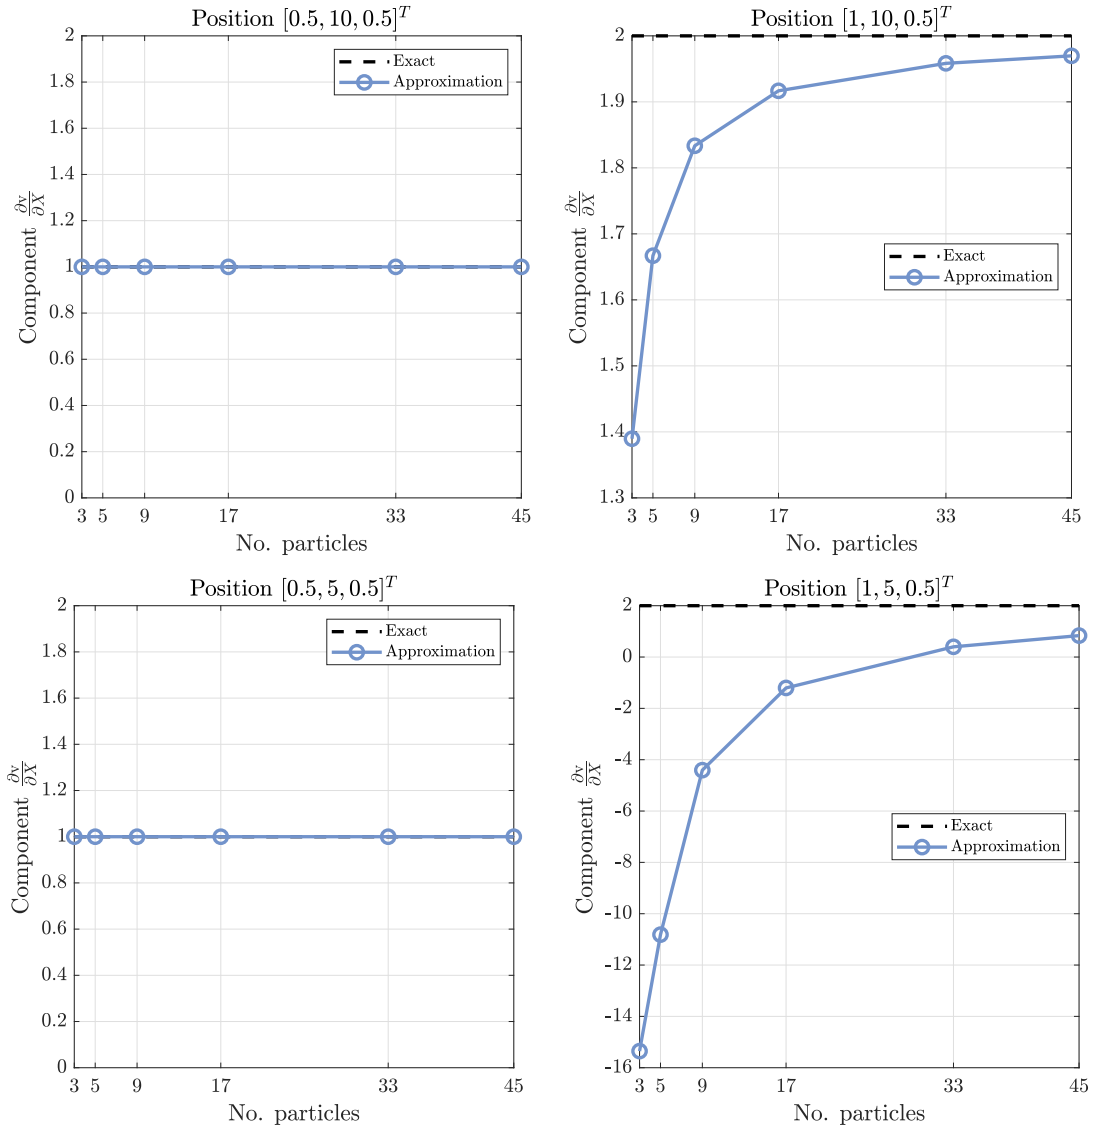 Position [0.5, 10, 0.5]^T
2
1.8
1.6
1.4
1.2
1
0.8
0.6
0.4
0.2
0
Component ∂v/∂X
Exact
Approximation
3 5 9 17 33 45
No. particles
Position [1, 10, 0.5]^T
2
1.9
1.8
1.7
1.6
1.5
1.4
1.3
Component ∂v/∂X
Exact
Approximation
3 5 9 17 33 45
No. particles
Position [0.5, 5, 0.5]^T
2
1.8
1.6
1.4
1.2
1
0.8
0.6
0.4
0.2
0
Component ∂v/∂X
Exact
Approximation
3 5 9 17 33 45
No. particles
Position [1, 5, 0.5]^T
2
0
-2
-4
-6
-8
-10
-12
-14
-16
Component ∂v/∂X
Exact
Approximation
3 5 9 17 33 45
No. particles